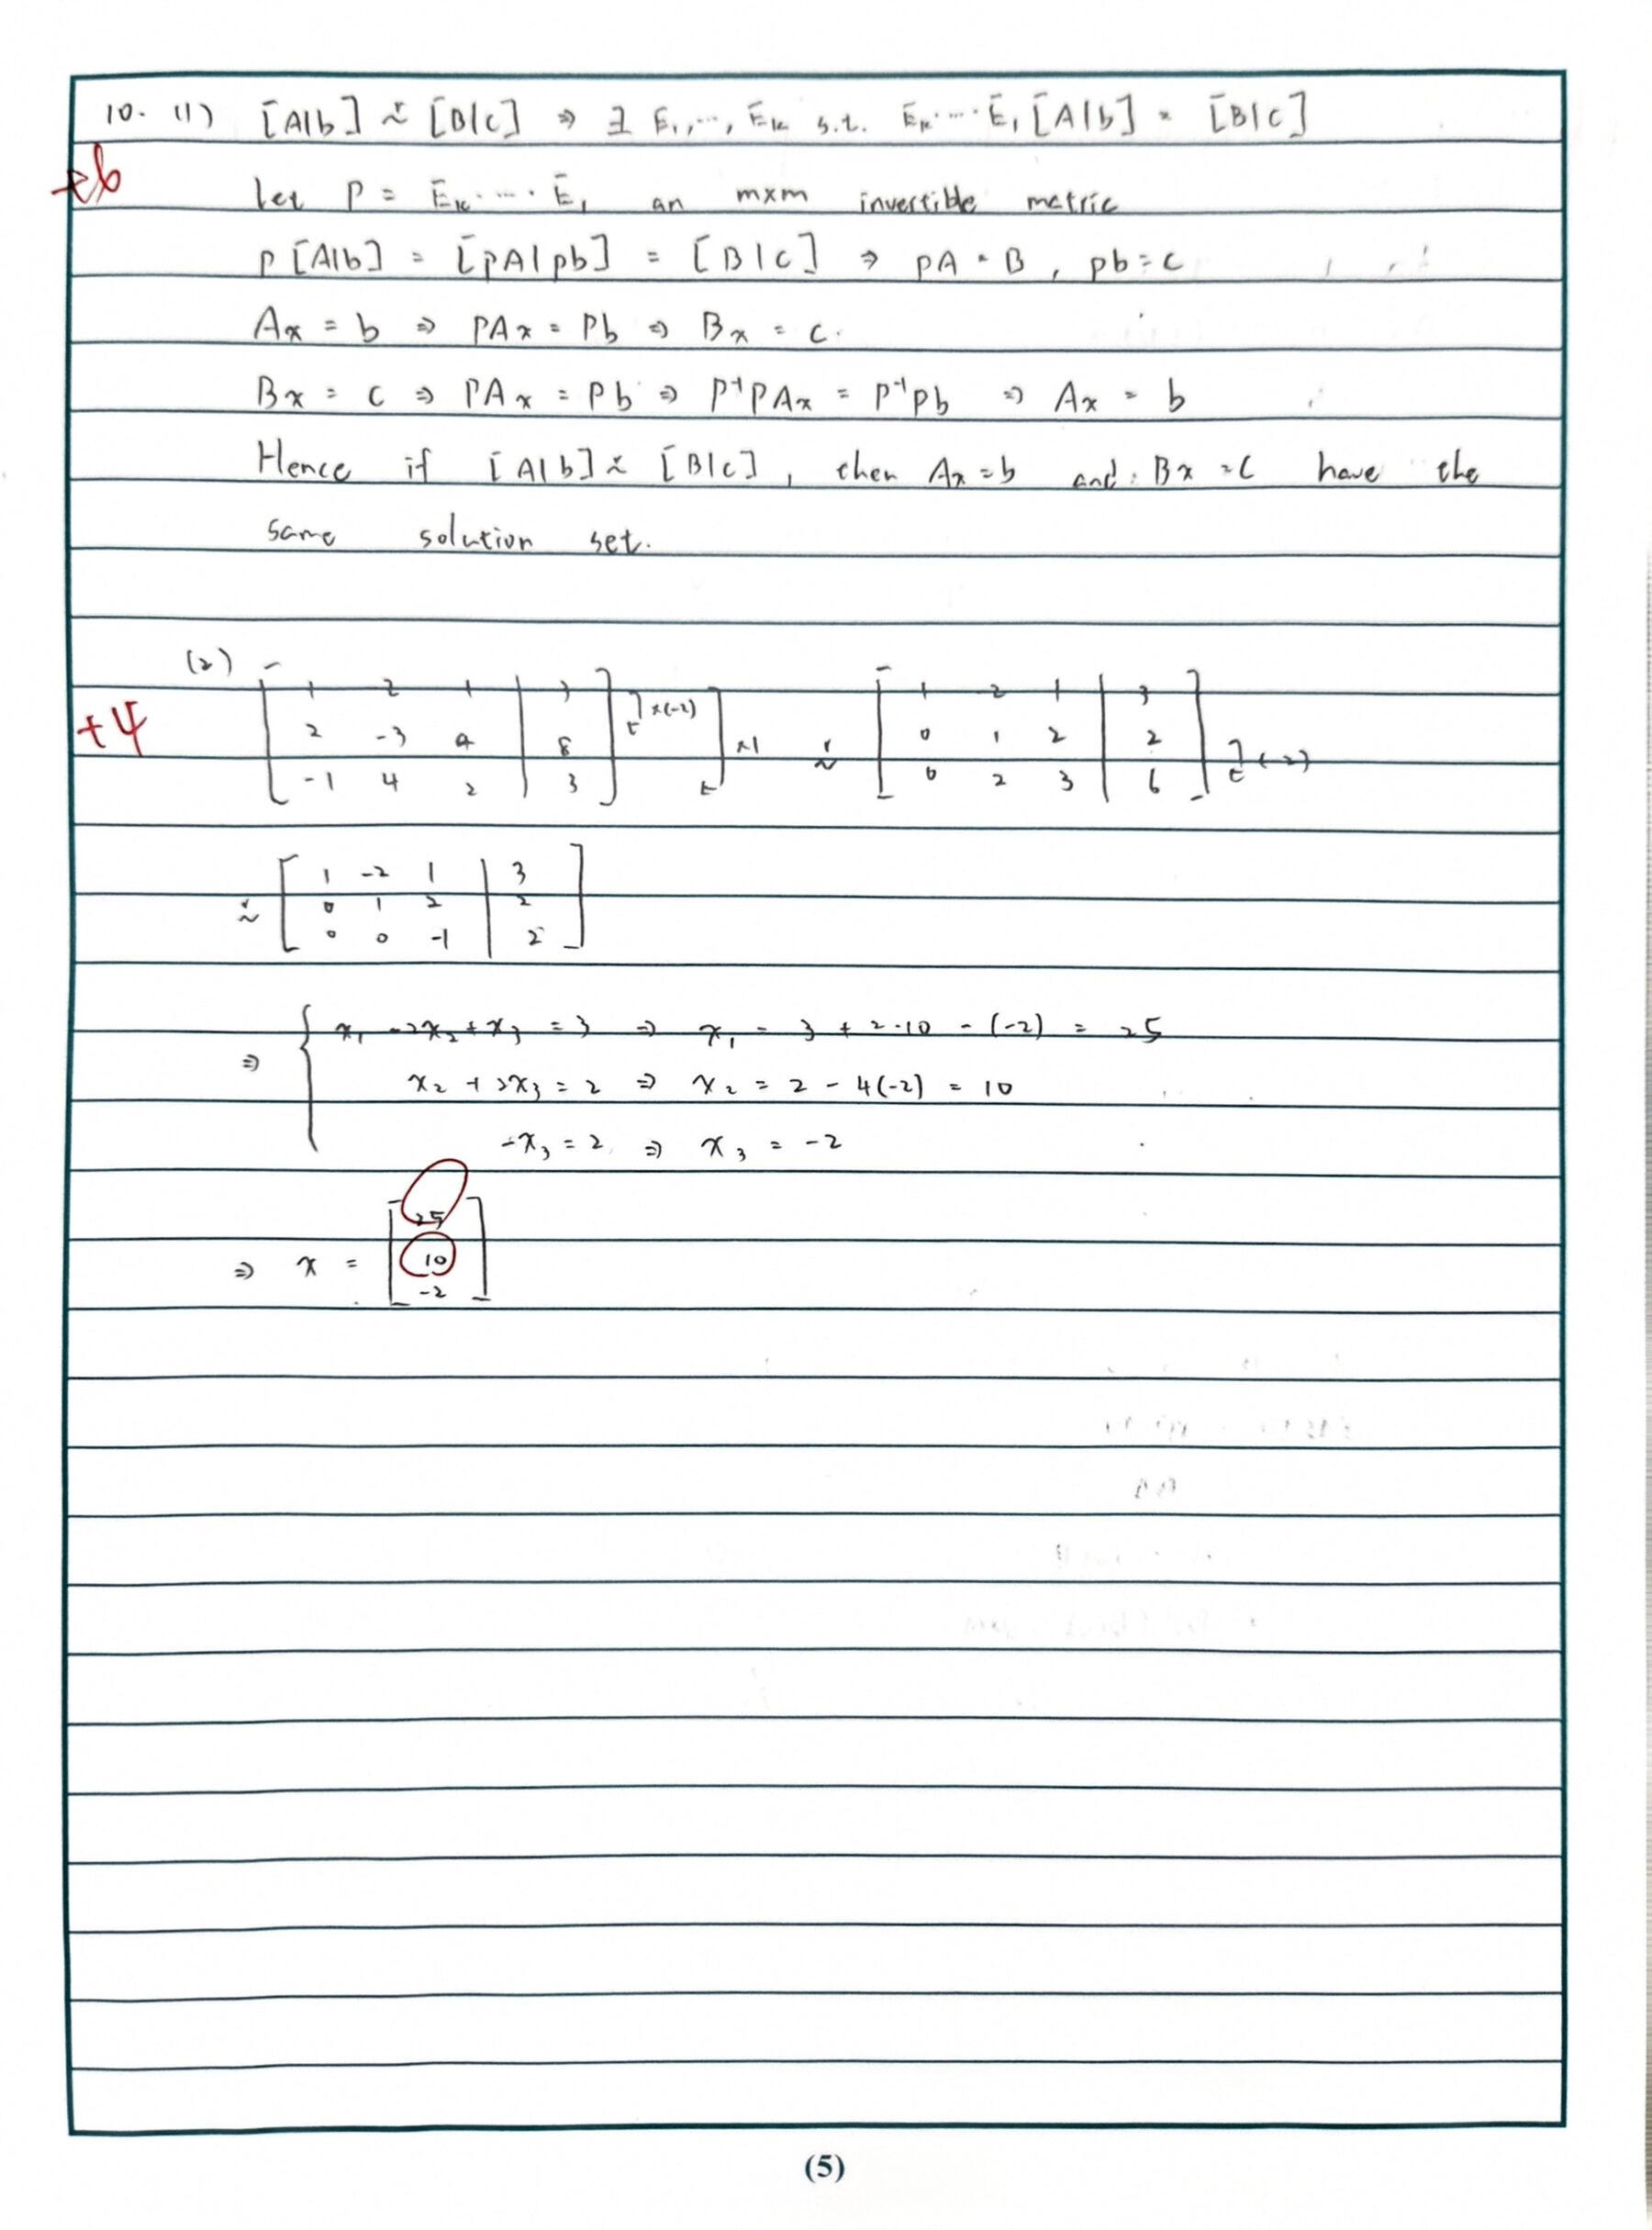 10. (1) [A|b] ~ʳ [B|c] ⇒ ∃ E₁, …, Eₖ s.t. Eₖ⋯E₁ [A|b] = [B|c]
+6
Let P = Eₖ⋯E₁ an m×m invertible metric
P [A|b] = [PA|Pb] = [B|c] ⇒ PA = B, Pb = c
Ax = b ⇒ PAx = Pb ⇒ Bx = c.
Bx = c ⇒ PAx = Pb ⇒ P⁻¹PAx = P⁻¹Pb ⇒ Ax = b
Hence if [A|b] ~ʳ [B|c], then Ax = b and Bx = c have the
same solution set.
(2)
+4
[ 1 2 1 | 3 ] ×(-2) [ 1 2 1 | 3 ]
[ 2 -3 4 | 8 ] ×1 ~ʳ [ 0 1 2 | 2 ]
[ -1 4 2 | 3 ] [ 0 2 3 | 6 ] (-2)
[ 1 -2 1 | 3 ]
~ʳ [ 0 1 2 | 2 ]
[ 0 0 -1 | 2 ]
x₁ - 2x₂ + x₃ = 3 ⇒ x₁ = 3 + 2·10 - (-2) = 25
⇒ { x₂ + 2x₃ = 2 ⇒ x₂ = 2 - 4(-2) = 10
-x₃ = 2 ⇒ x₃ = -2
25
⇒ x = 10
-2
(5)